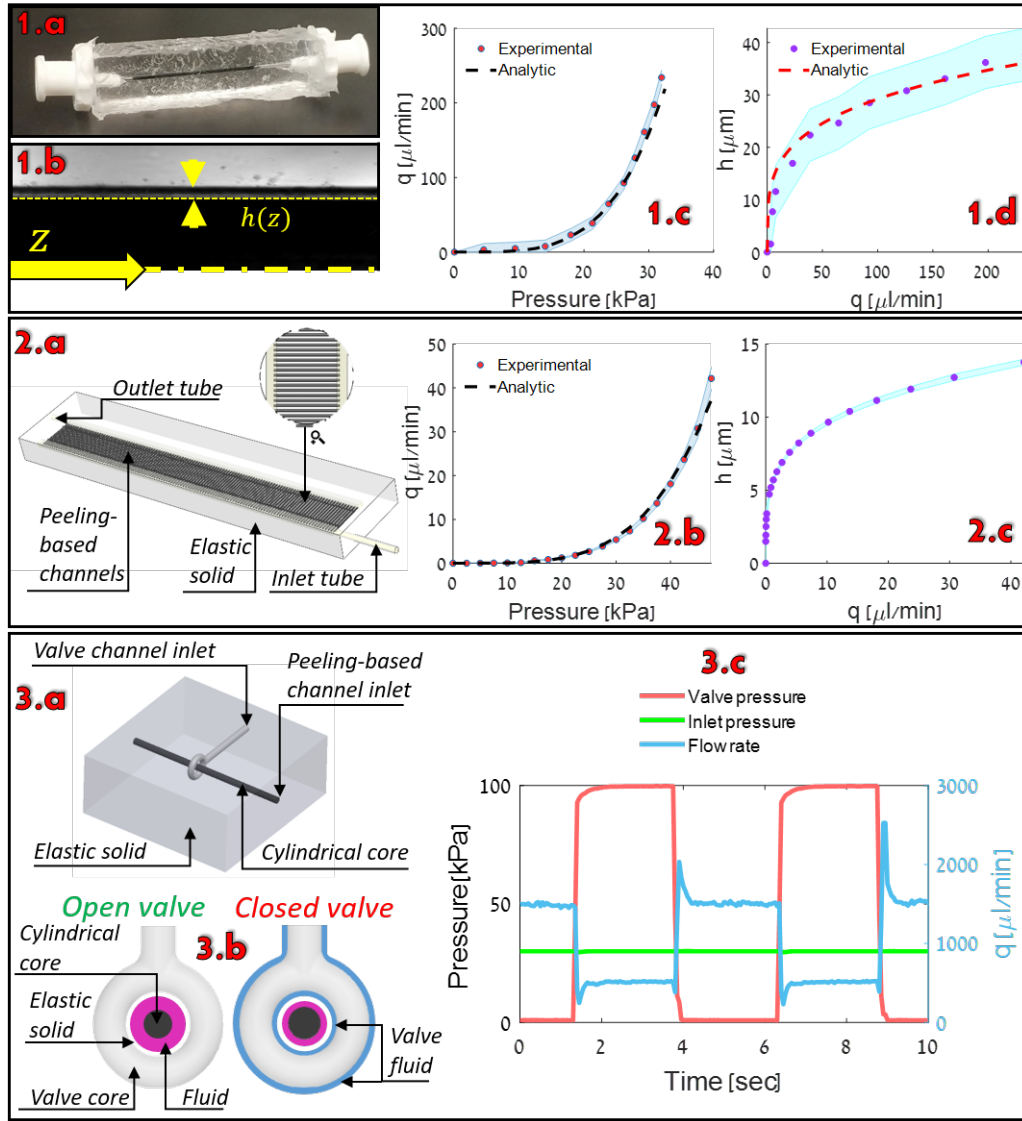 1.a
1.b
h(z)
Z
300
200
100
0
q [μl/min)
Experimental
Analytic
1.c
0 10 20 30 40
Pressure [kPa)
40
30
20
10
0
h [μm)
Experimental
Analytic
1.d
0 50 100 150 200
q [μl/min)
2.a
Outlet tube
Peeling-
based
channels
Elastic
solid
Inlet tube
50
40
30
20
10
0
q [μl/min)
Experimental
Analytic
2.b
0 10 20 30 40
Pressure [kPa)
15
10
5
0
h [μm)
2.c
0 10 20 30 40
q [μl/min)
3.a
Valve channel inlet
Peeling-based
channel inlet
Elastic solid
Cylindrical core
Open valve
Closed valve
3.b
Cylindrical
core
Elastic
solid
Valve core
Fluid
Valve
fluid
3.c
Valve pressure
Inlet pressure
Flow rate
100
50
0
Pressure[kPa)
3000
2000
1000
0
q [μl/min)
0 2 4 6 8 10
Time [sec)